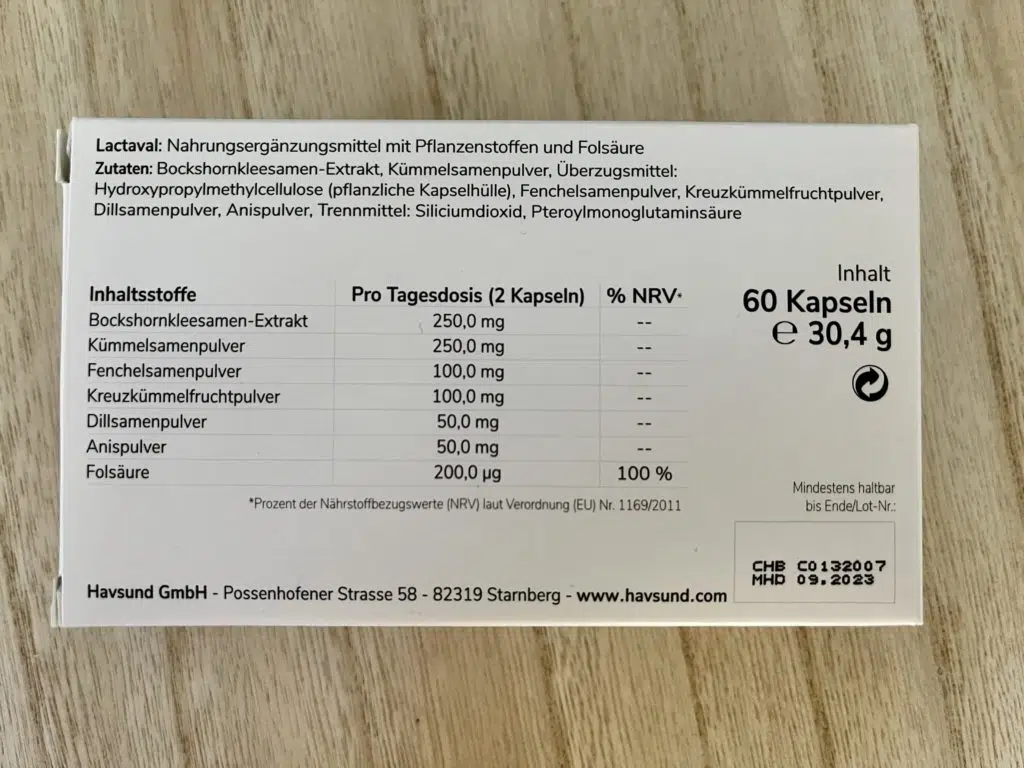 Lactaval: Nahrungsergänzungsmittel mit Pflanzenstoffen und Folsäure
Zutaten: Bockshornkleesamen-Extrakt, Kümmelsamenpulver, Überzugsmittel:
Hydroxypropylmethylcellulose (pflanzliche Kapselhülle), Fenchelsamenpulver, Kreuzkümmelfruchtpulver,
Dillsamenpulver, Anispulver, Trennmittel: Siliciumdioxid, Pteroylmonoglutaminsäure
Inhaltsstoffe Pro Tagesdosis (2 Kapseln) % NRV*
Bockshornkleesamen-Extrakt 250,0 mg --
Kümmelsamenpulver 250,0 mg --
Fenchelsamenpulver 100,0 mg --
Kreuzkümmelfruchtpulver 100,0 mg --
Dillsamenpulver 50,0 mg --
Anispulver 50,0 mg --
Folsäure 200,0 µg 100 %
*Prozent der Nährstoffbezugswerte (NRV) laut Verordnung (EU) Nr. 1169/2011
Inhalt
60 Kapseln
℮ 30,4 g
Mindestens haltbar
bis Ende/Lot-Nr.:
CHB C0132007
MHD 09.2023
Havsund GmbH - Possenhofener Strasse 58 - 82319 Starnberg - www.havsund.com